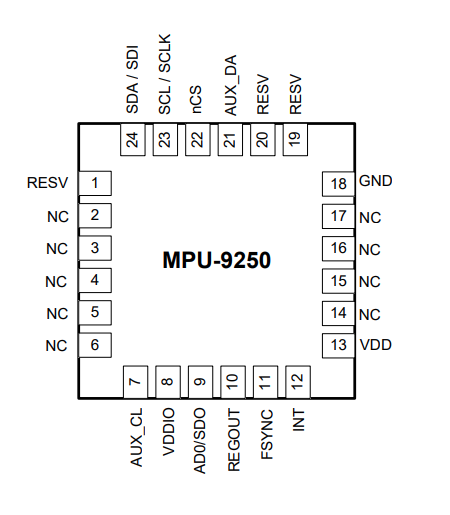 SDA / SDI
SCL / SCLK
nCS
AUX_DA
RESV
RESV
24
23
22
21
20
19
RESV 1
18 GND
NC 2
17 NC
NC 3
16 NC
MPU-9250
NC 4
15 NC
NC 5
14 NC
NC 6
13 VDD
7
8
9
10
11
12
AUX_CL
VDDIO
AD0/SDO
REGOUT
FSYNC
INT